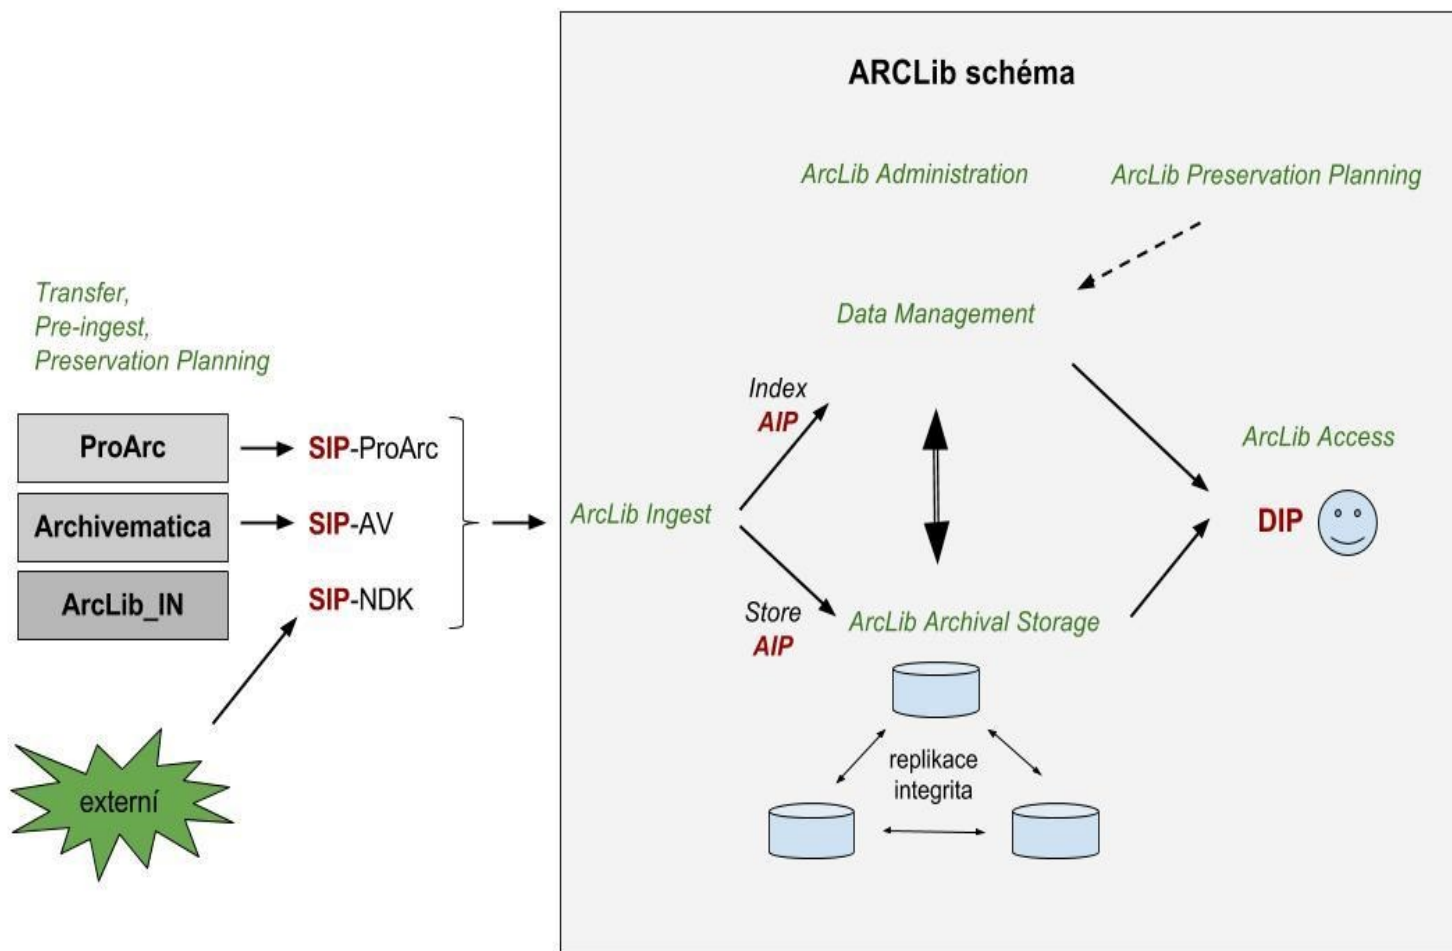 ARCLib schéma
ArcLib Administration
ArcLib Preservation Planning
Transfer,
Pre-ingest,
Preservation Planning
Data Management
Index
AIP
ProArc
SIP-ProArc
ArcLib Access
Archivematica
SIP-AV
ArcLib Ingest
DIP
ArcLib_IN
SIP-NDK
Store
AIP
ArcLib Archival Storage
replikace
integrita
externí